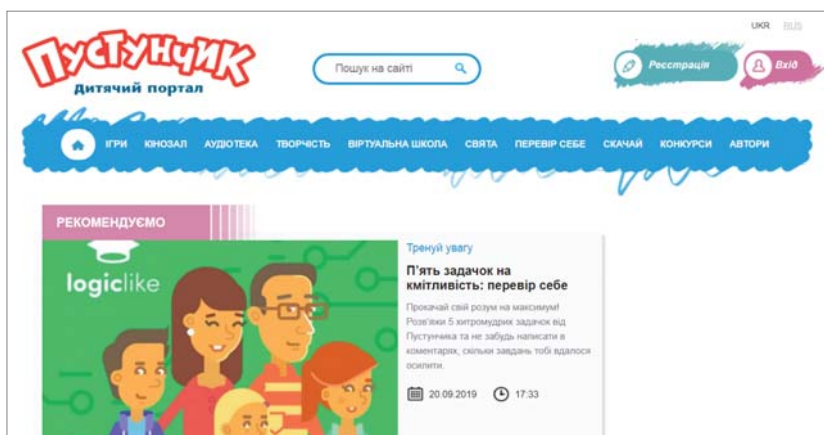 UKR RUS
Пустунчик
Дитячий портал
Пошук на сайті
Реєстрація
Вхід
ІГРИ КІНОЗАЛ АУДІОТЕКА ТВОРЧІСТЬ ВІРТУАЛЬНА ШКОЛА СВЯТА ПЕРЕВІР СЕБЕ СКАЧАЙ КОНКУРСИ АВТОРИ
РЕКОМЕНДУЄМО
logiclike
Тренуй увагу
П'ять задачок на
кмітливість: перевір себе
Прокачай свій розум на максимум!
Розв'яжи 5 хитромудрих задачок від
Пустунчика та не забудь написати в
коментарях, скільки завдань тобі вдалося
осилити.
20.09.2019 17:33